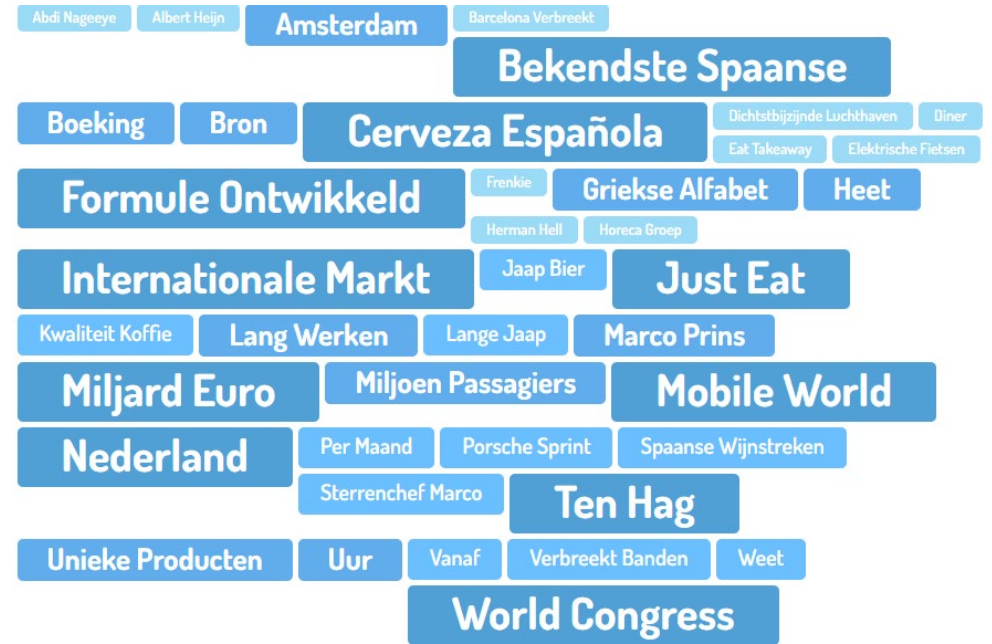 Abdi Nageeye Albert Heijn Amsterdam Barcelona Verbreekt
Bekendste Spaanse
Boeking Bron Cerveza Española Dichtstbijzijnde Luchthaven Diner
Eat Takeaway Elektrische Fietsen
Formule Ontwikkeld Frenkie Griekse Alfabet Heet
Herman Hell Horeca Groep
Internationale Markt Jaap Bier Just Eat
Kwaliteit Koffie Lang Werken Lange Jaap Marco Prins
Miljard Euro Miljoen Passagiers Mobile World
Nederland Per Maand Porsche Sprint Spaanse Wijnstreken
Sterrenchef Marco Ten Hag
Unieke Producten Uur Vanaf Verbreekt Banden Weet
World Congress